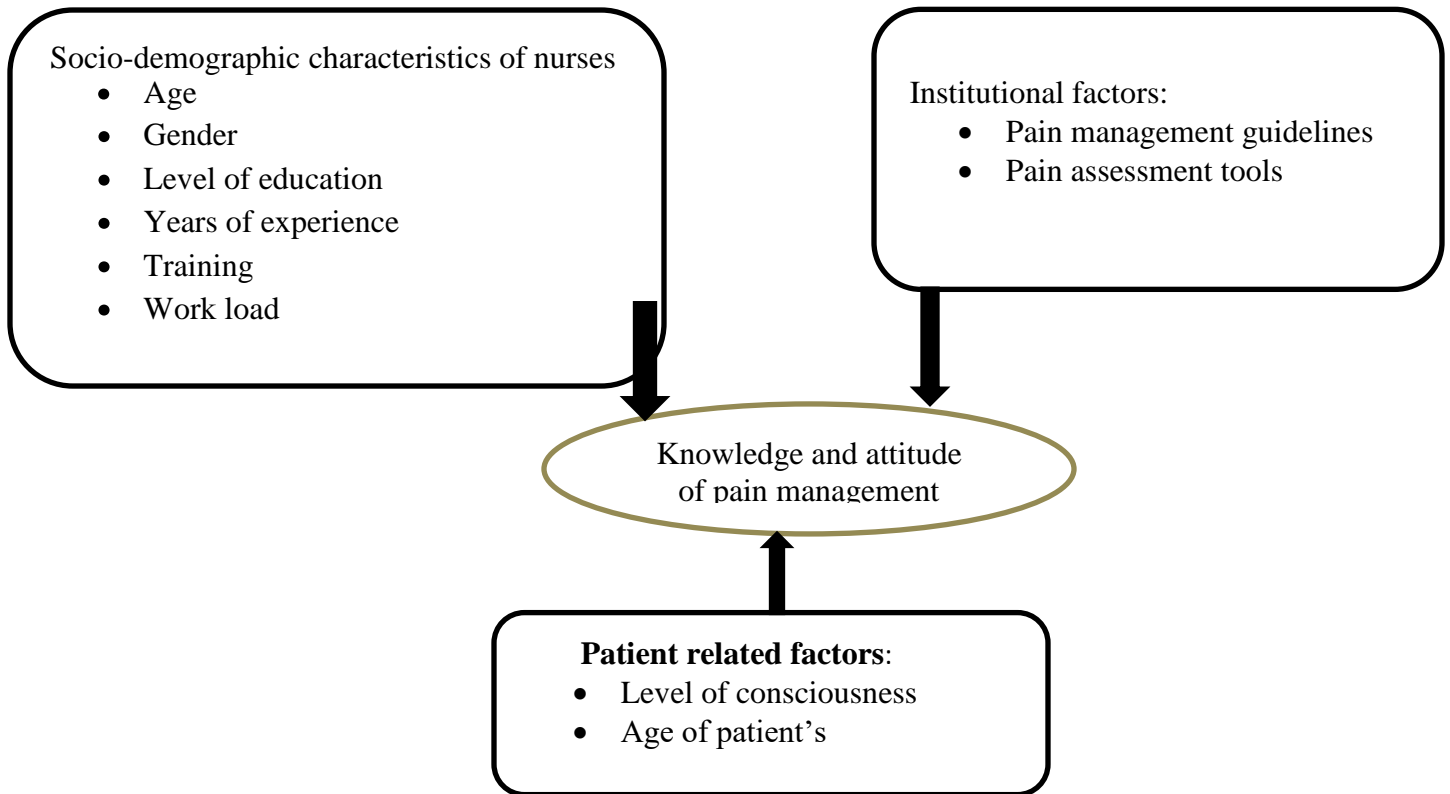 Socio-demographic characteristics of nurses
• Age
• Gender
• Level of education
• Years of experience
• Training
• Work load
Institutional factors:
• Pain management guidelines
• Pain assessment tools
Knowledge and attitude
of pain management
Patient related factors:
• Level of consciousness
• Age of patient’s